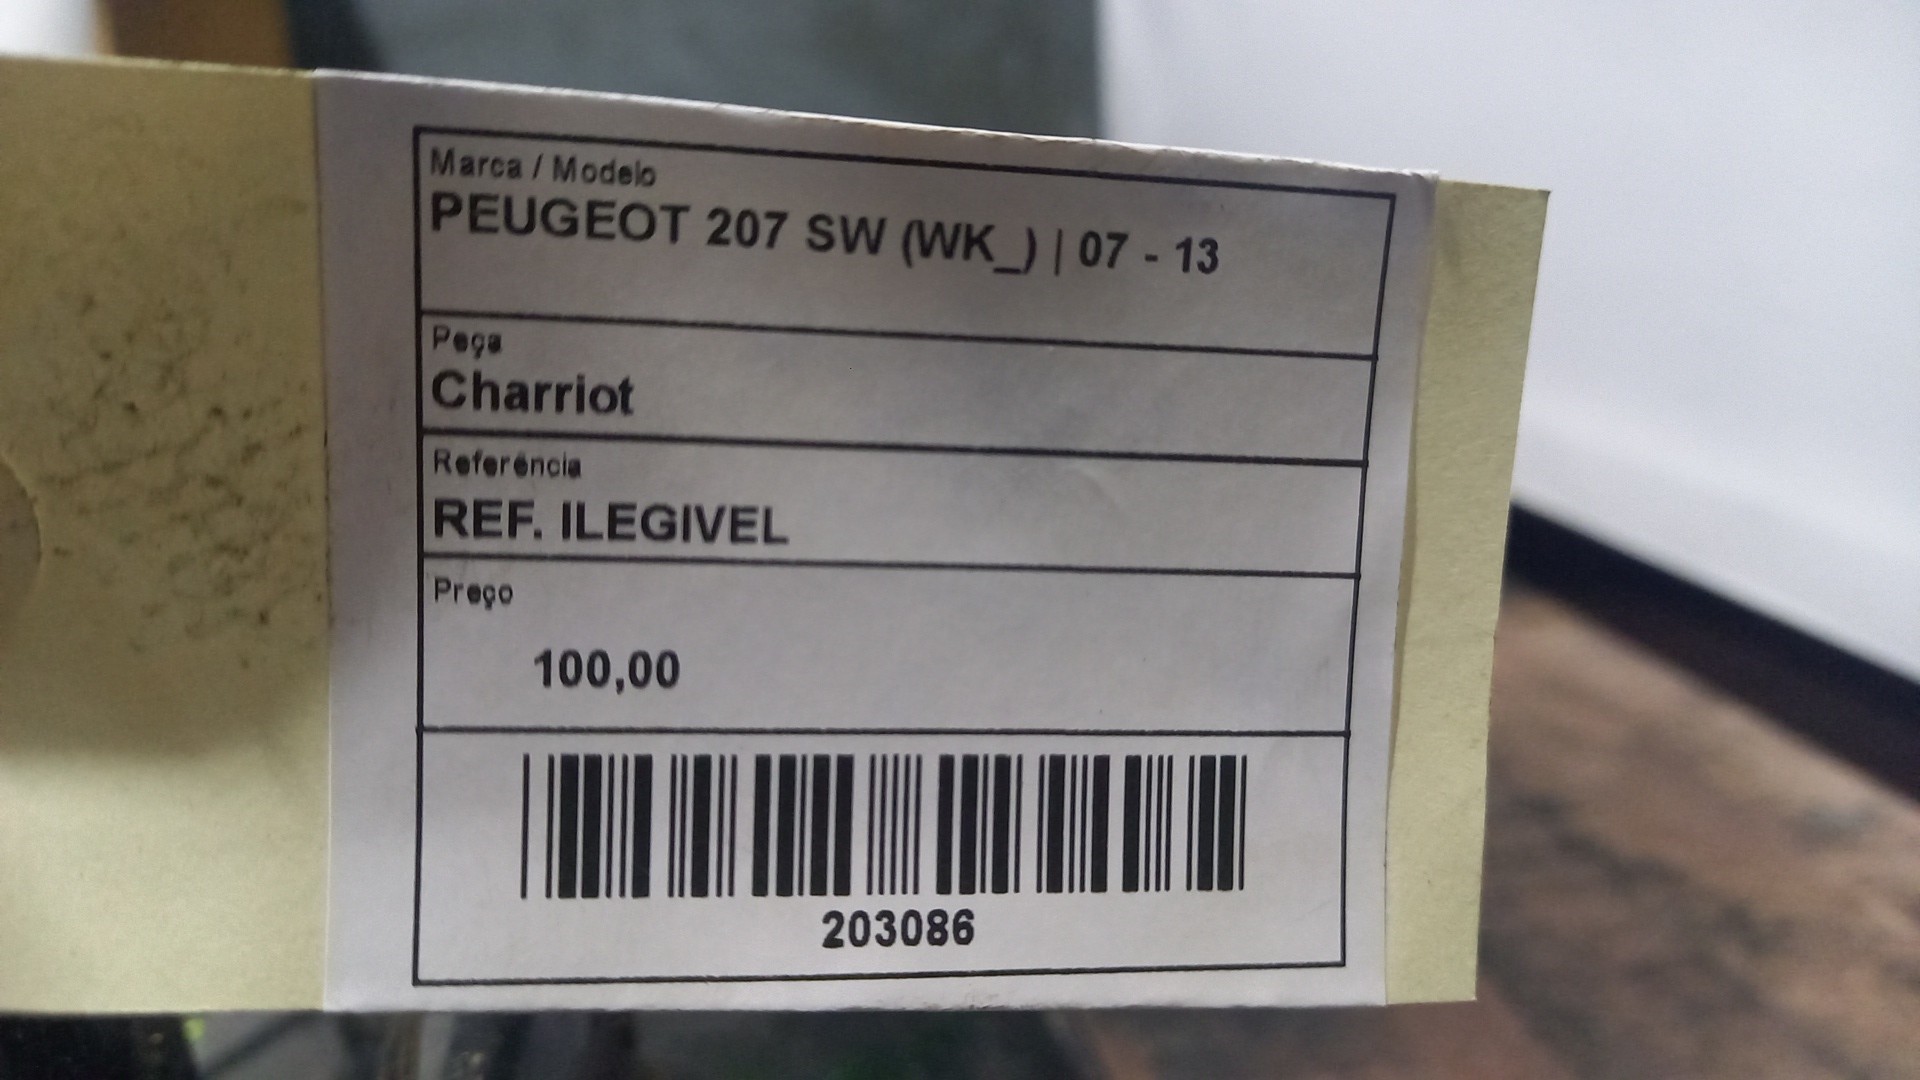 Marca / Modelo
PEUGEOT 207 SW (WK_) | 07 - 13
Peça
Charriot
Referência
REF. ILEGIVEL
Preço
100,00
203086